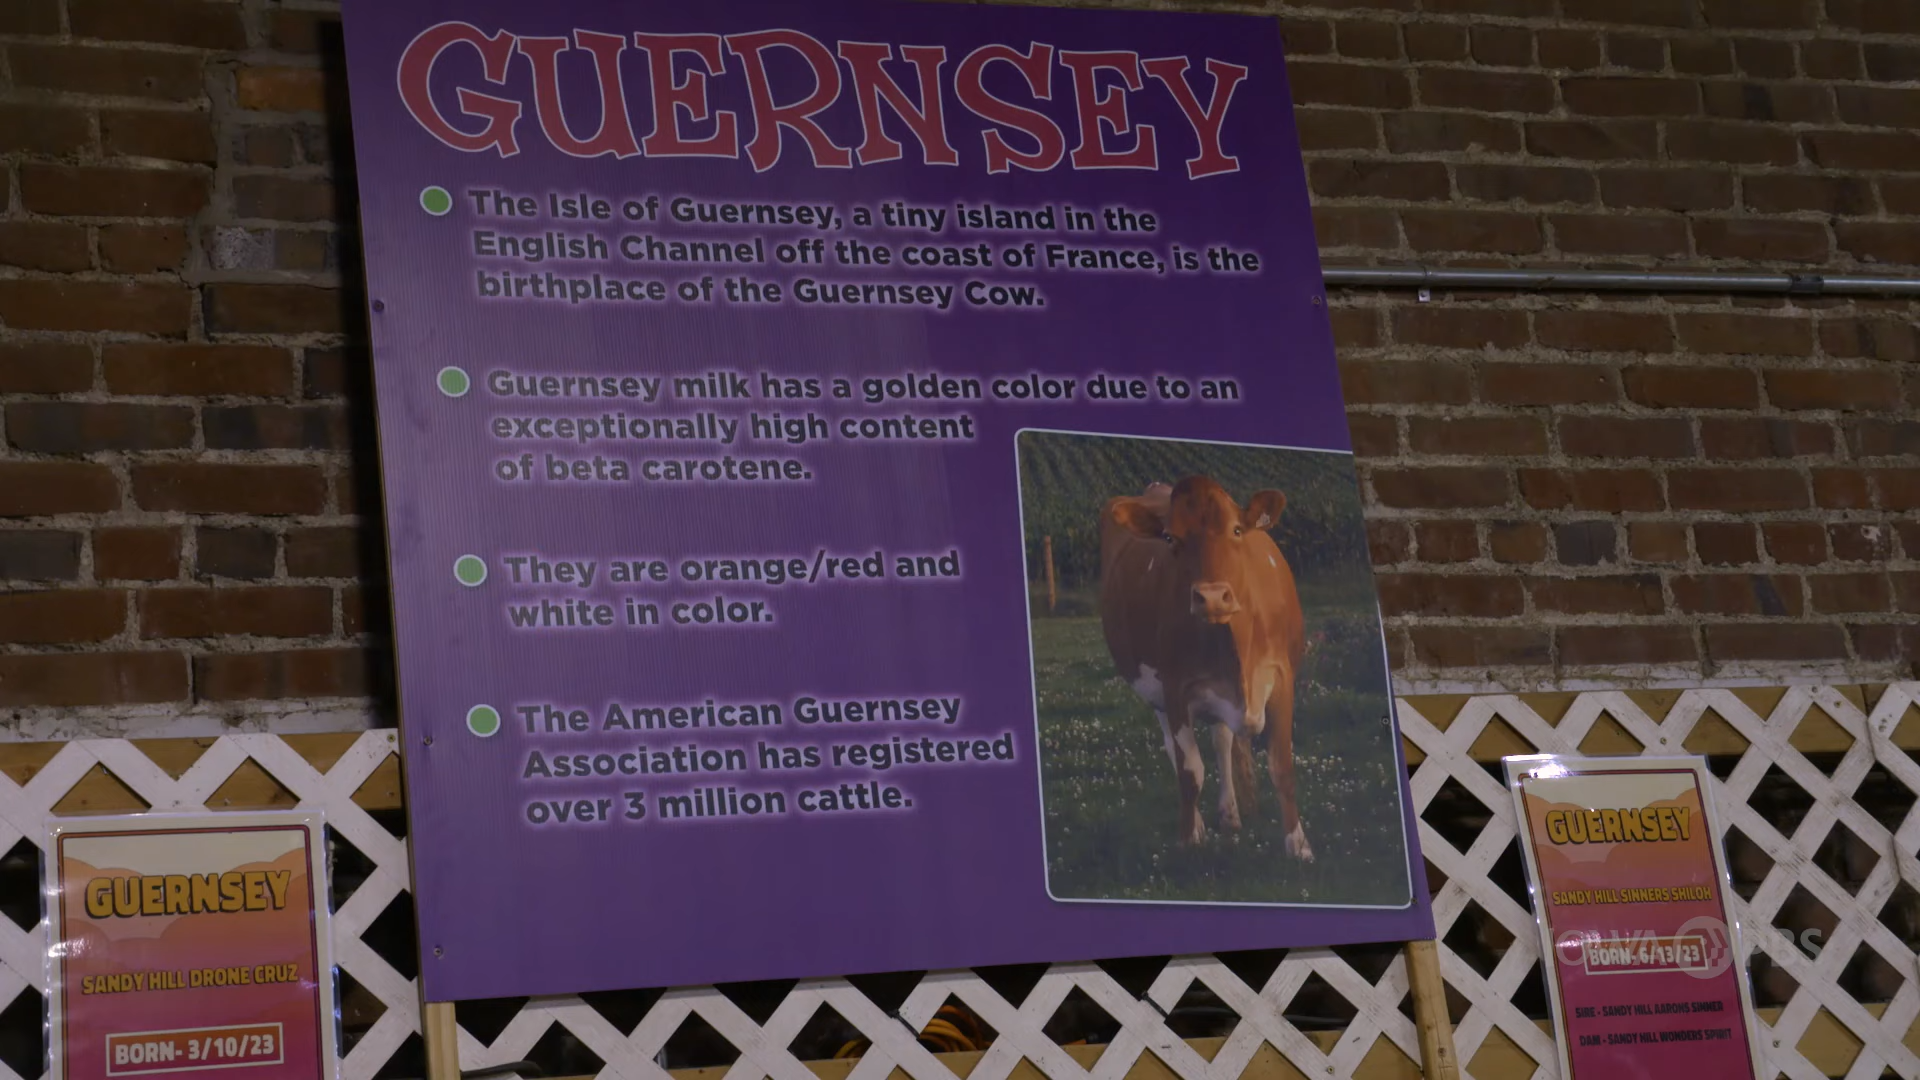 GUERNSEY
The Isle of Guernsey, a tiny island in the
English Channel off the coast of France, is the
birthplace of the Guernsey Cow.
Guernsey milk has a golden color due to an
exceptionally high content
of beta carotene.
They are orange/red and
white in color.
The American Guernsey
Association has registered
over 3 million cattle.
GUERNSEY
SANDY HILL DRONE CRUZ
BORN- 3/10/23
GUERNSEY
SANDY HILL SINNERS SHILOH
BORN- 6/13/23
SIRE - SANDY HILL AARONS SINNER
DAM - SANDY HILL WONDERS SPIRIT
IOWA PBS